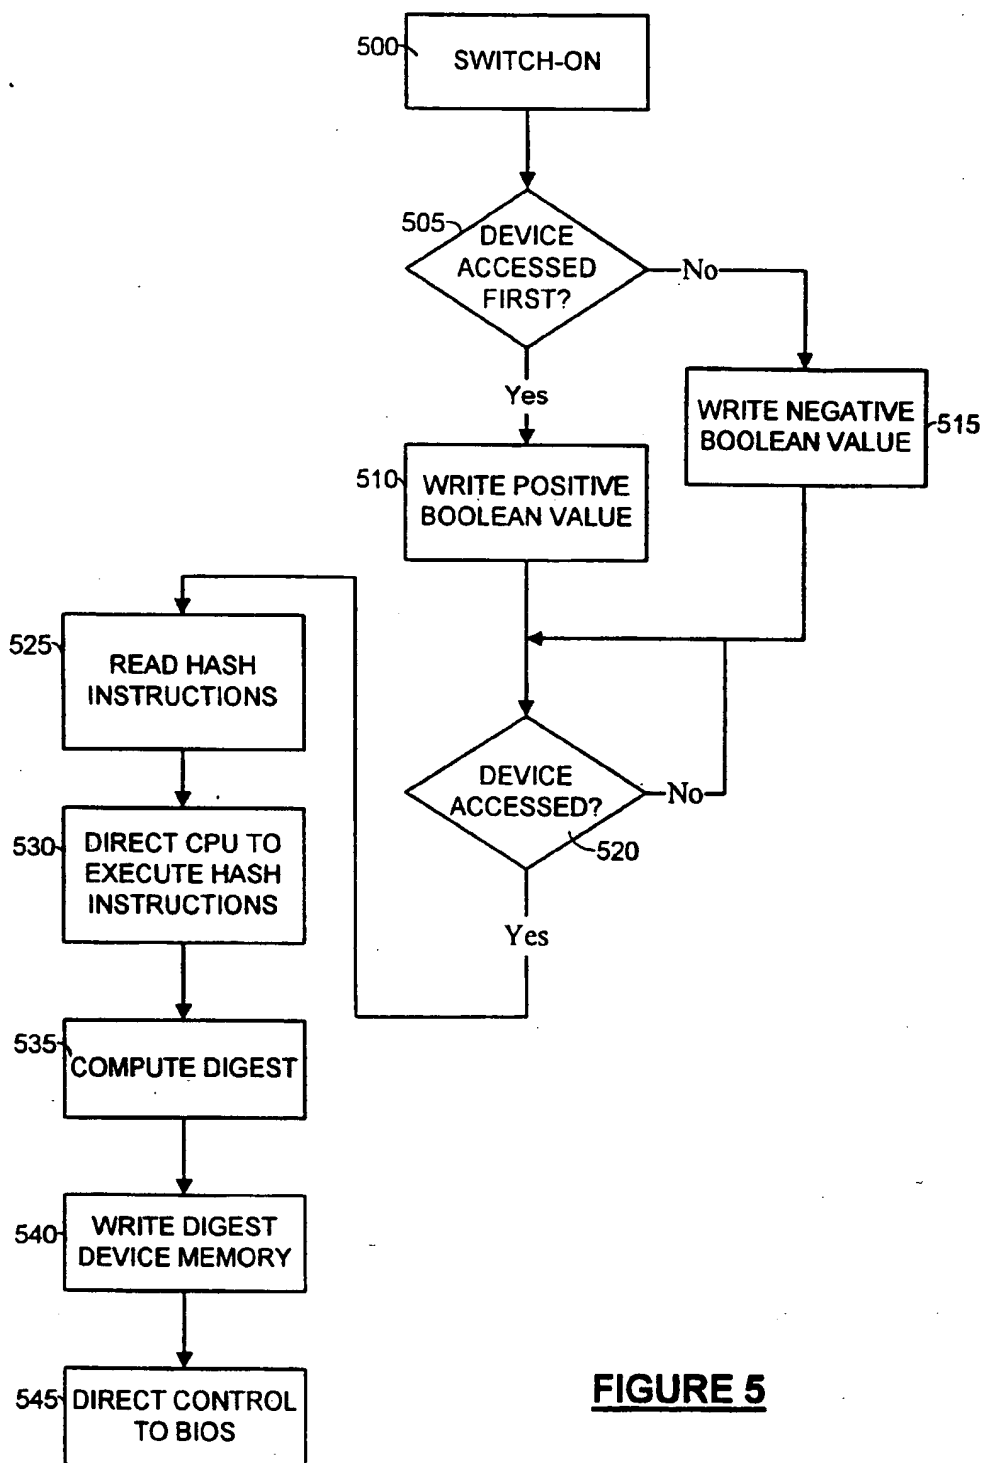 500
SWITCH-ON
505
DEVICE
ACCESSED
FIRST?
No
Yes
WRITE NEGATIVE
BOOLEAN VALUE
515
510
WRITE POSITIVE
BOOLEAN VALUE
525
READ HASH
INSTRUCTIONS
DEVICE
ACCESSED?
No
520
Yes
530
DIRECT CPU TO
EXECUTE HASH
INSTRUCTIONS
535
COMPUTE DIGEST
540
WRITE DIGEST
DEVICE MEMORY
545
DIRECT CONTROL
TO BIOS
FIGURE 5